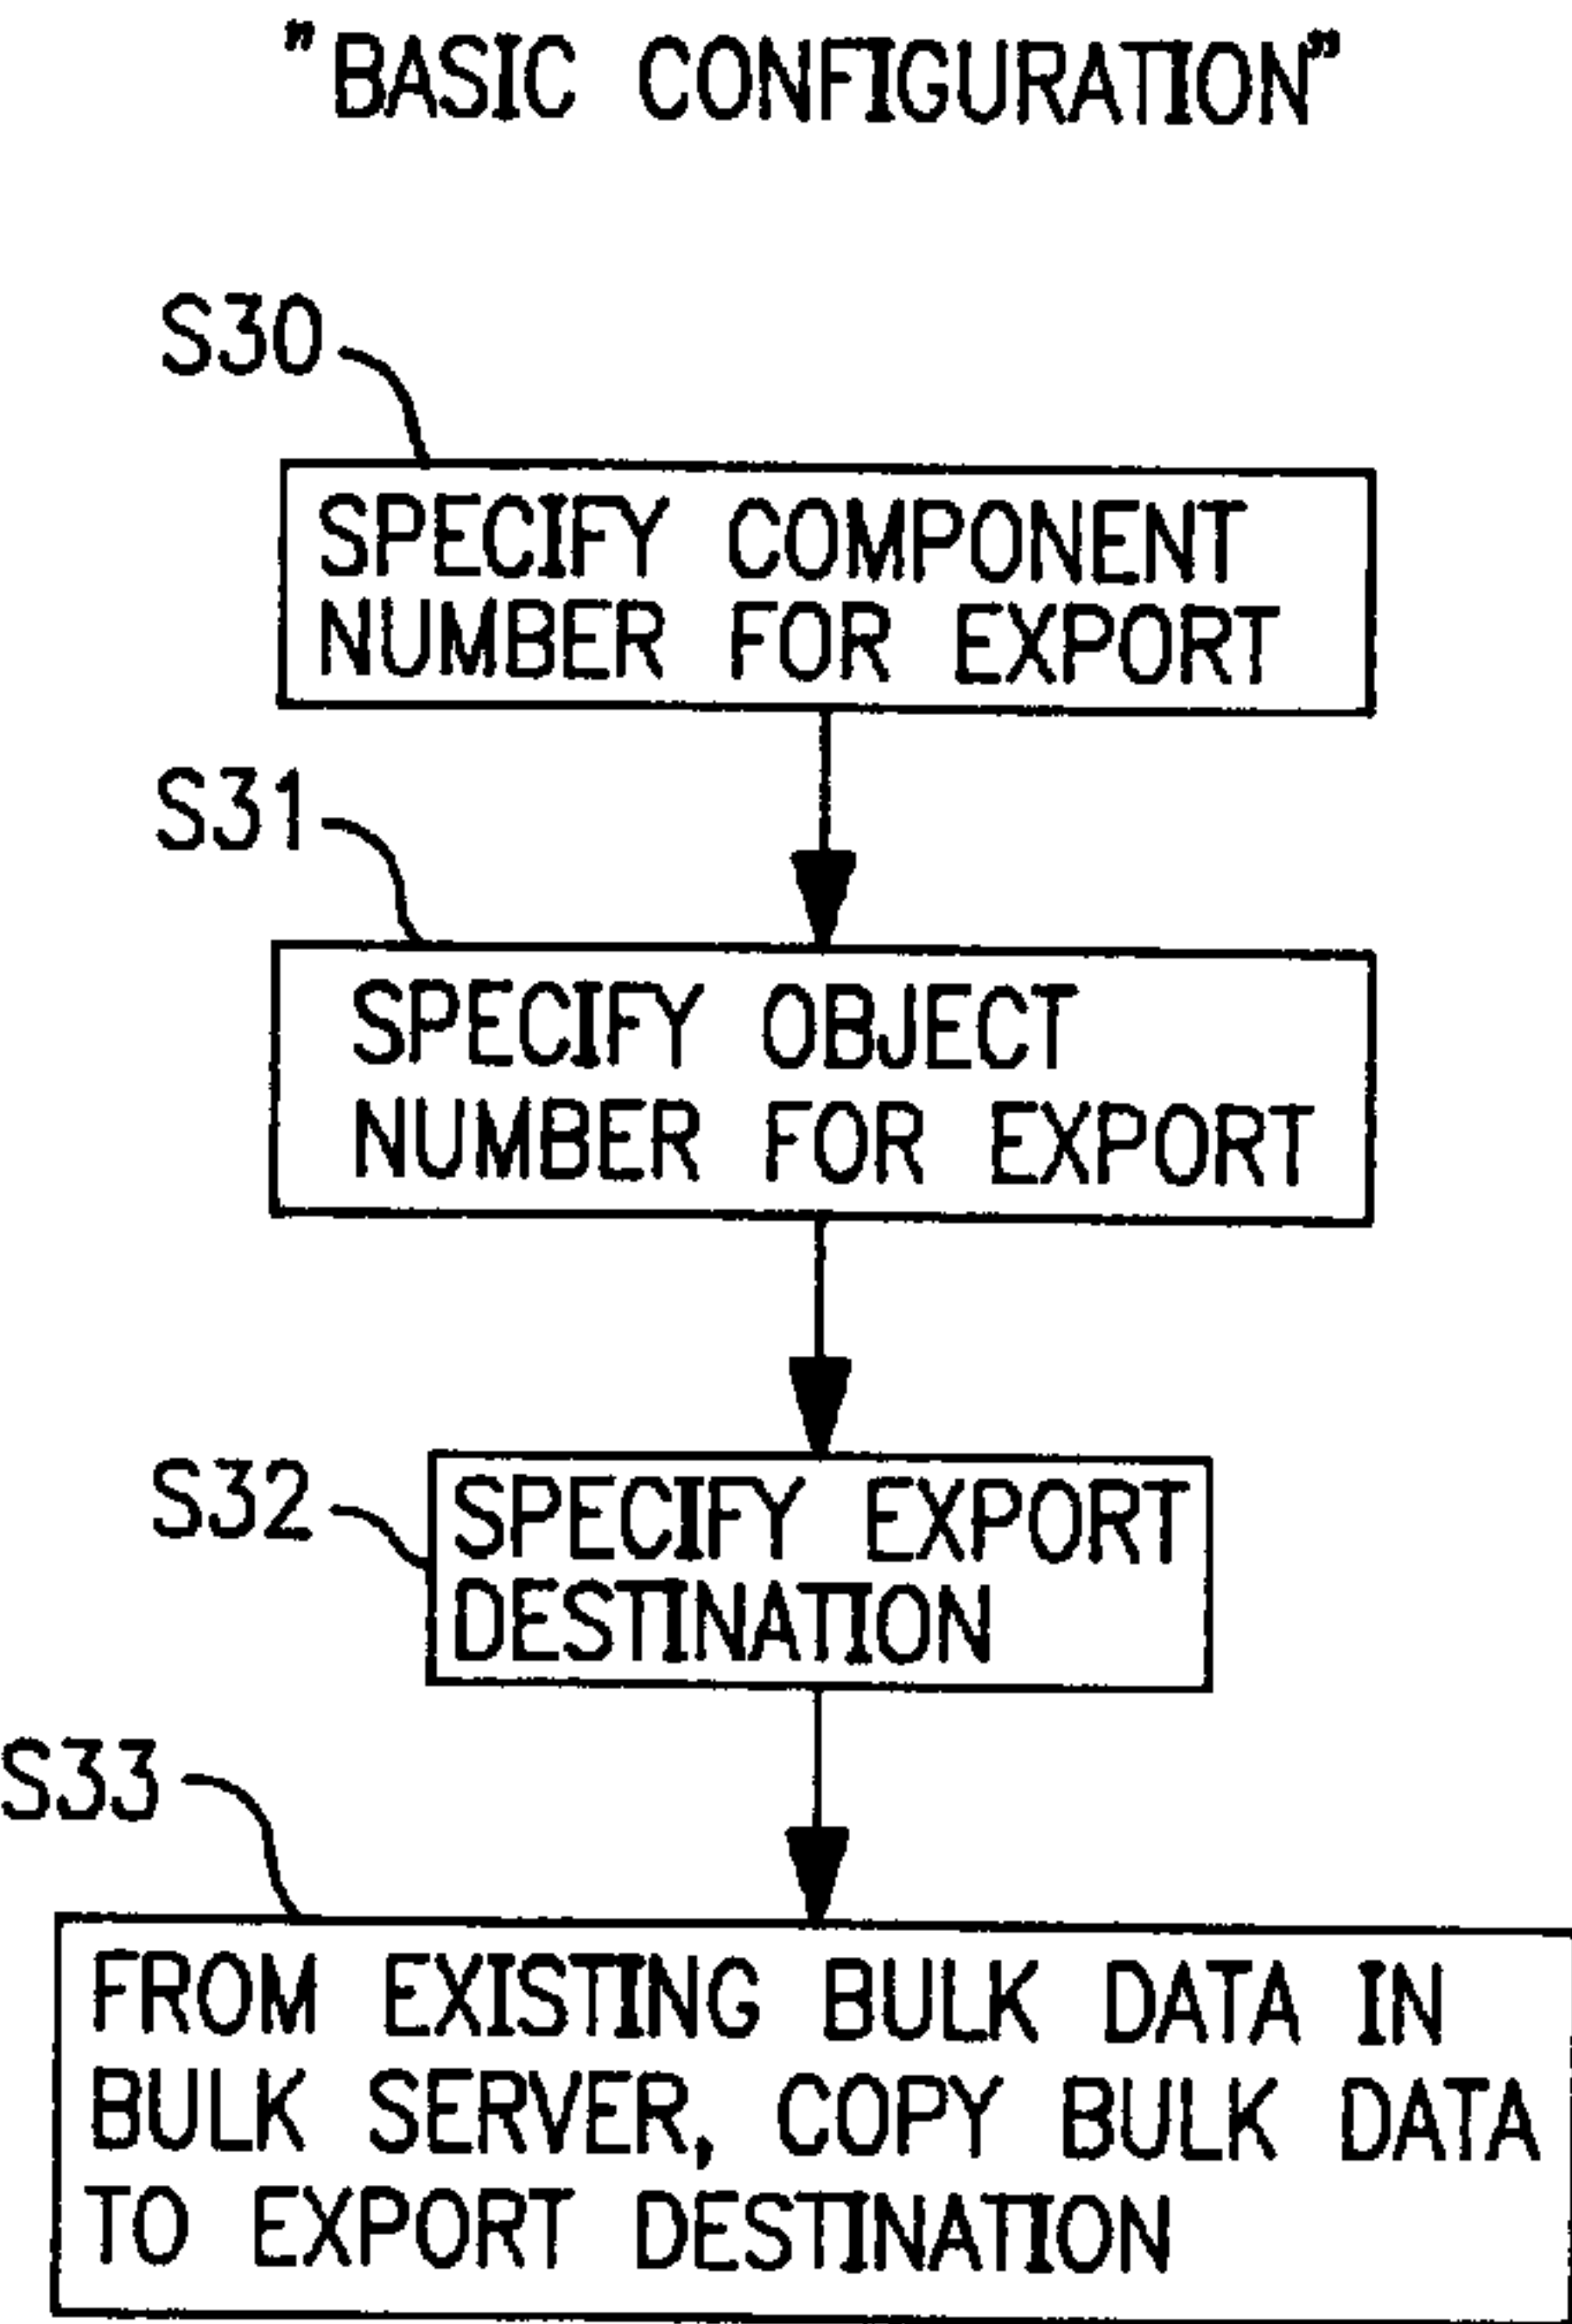 "BASIC CONFIGURATION"
S30
SPECIFY COMPONENT
NUMBER FOR EXPORT
S31
SPECIFY OBJECT
NUMBER FOR EXPORT
S32
SPECIFY EXPORT
DESTINATION
S33
FROM EXISTING BULK DATA IN
BULK SERVER, COPY BULK DATA
TO EXPORT DESTINATION